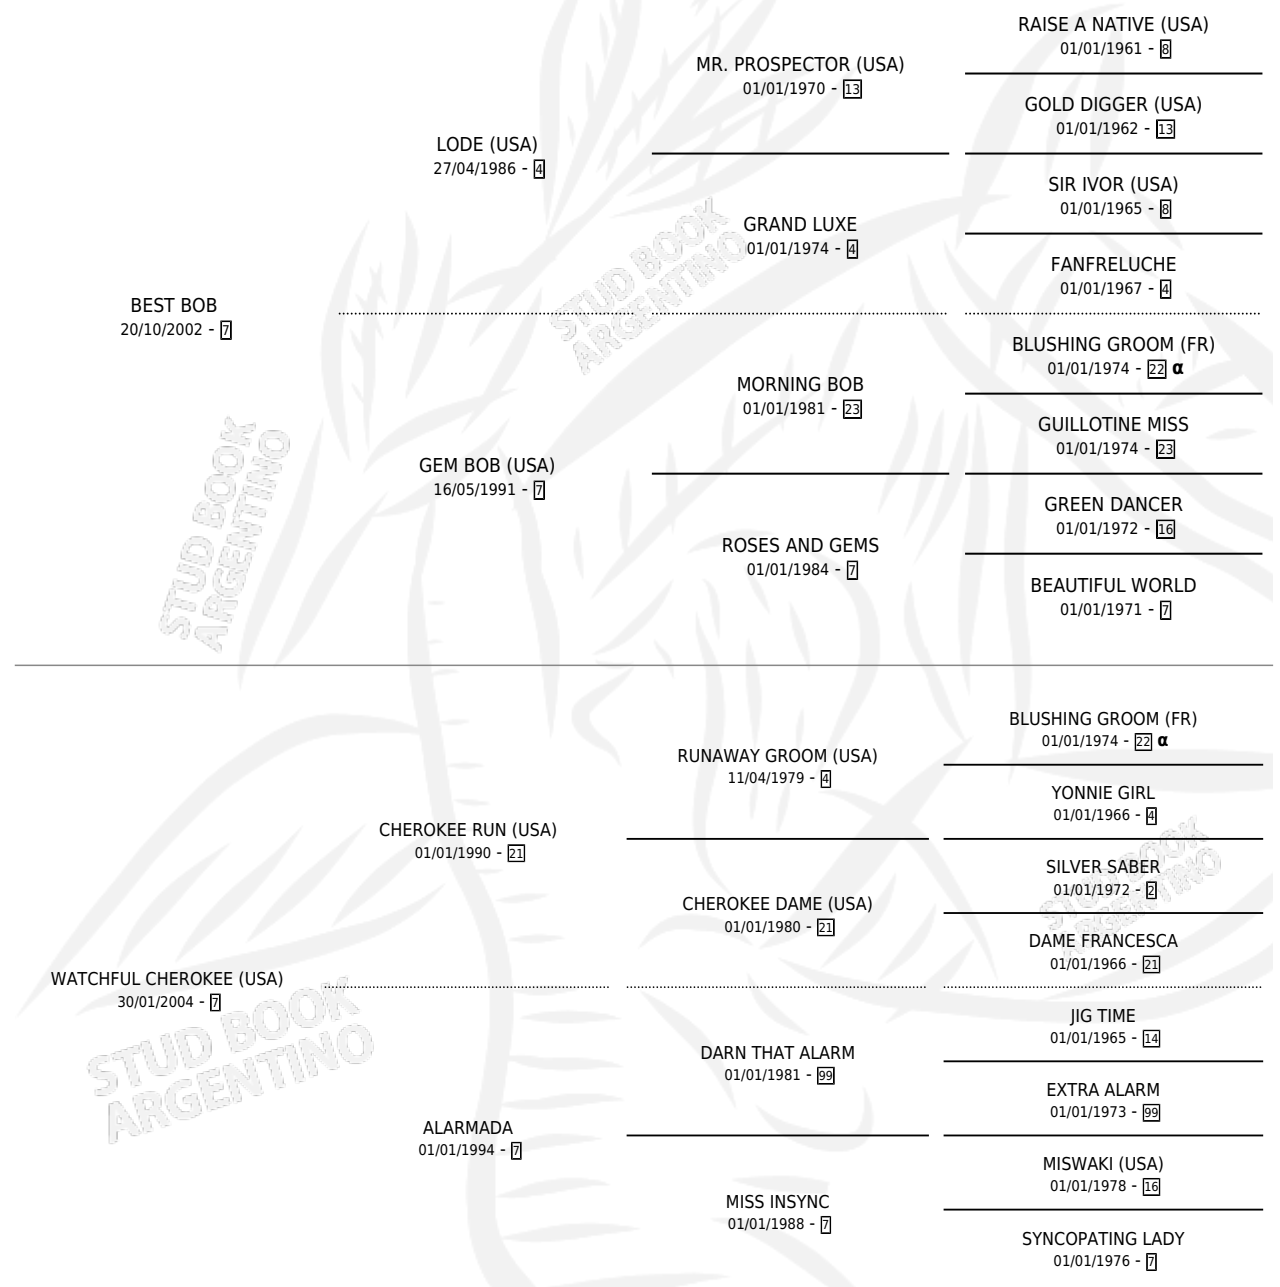 RAISE A NATIVE (USA)
01/01/1961 - 8
MR. PROSPECTOR (USA)
01/01/1970 - 13
GOLD DIGGER (USA)
01/01/1962 - 13
LODE (USA)
27/04/1986 - 4
SIR IVOR (USA)
01/01/1965 - 8
GRAND LUXE
01/01/1974 - 4
FANFRELUCHE
01/01/1967 - 4
BEST BOB
20/10/2002 - 7
BLUSHING GROOM (FR)
01/01/1974 - 22 α
MORNING BOB
01/01/1981 - 23
GUILLOTINE MISS
01/01/1974 - 23
GEM BOB (USA)
16/05/1991 - 7
GREEN DANCER
01/01/1972 - 16
ROSES AND GEMS
01/01/1984 - 7
BEAUTIFUL WORLD
01/01/1971 - 7
BLUSHING GROOM (FR)
01/01/1974 - 22 α
RUNAWAY GROOM (USA)
11/04/1979 - 4
YONNIE GIRL
01/01/1966 - 4
CHEROKEE RUN (USA)
01/01/1990 - 21
SILVER SABER
01/01/1972 - 2
CHEROKEE DAME (USA)
01/01/1980 - 21
DAME FRANCESCA
01/01/1966 - 21
WATCHFUL CHEROKEE (USA)
30/01/2004 - 7
JIG TIME
01/01/1965 - 14
DARN THAT ALARM
01/01/1981 - 99
EXTRA ALARM
01/01/1973 - 99
ALARMADA
01/01/1994 - 7
MISWAKI (USA)
01/01/1978 - 16
MISS INSYNC
01/01/1988 - 7
SYNCOPATING LADY
01/01/1976 - 7
STUD BOOK
ARGENTINO
STUD BOOK
ARGENTINO
STUD BOOK
ARGENTINO
STUD BOOK
ARGENTINO